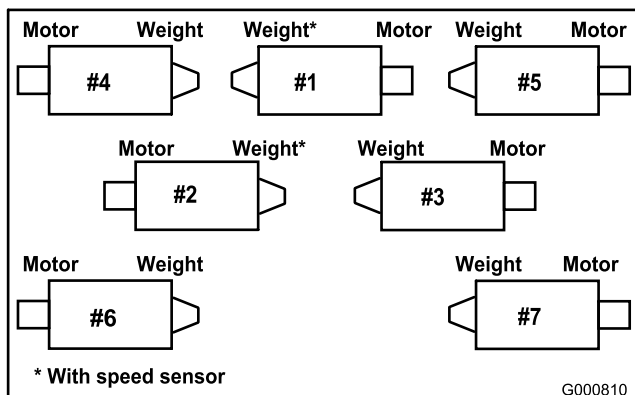 Motor Weight Weight* Motor Weight Motor
#4 #1 #5
Motor Weight* Weight Motor
#2 #3
Motor Weight Weight Motor
#6 #7
* With speed sensor
G000810